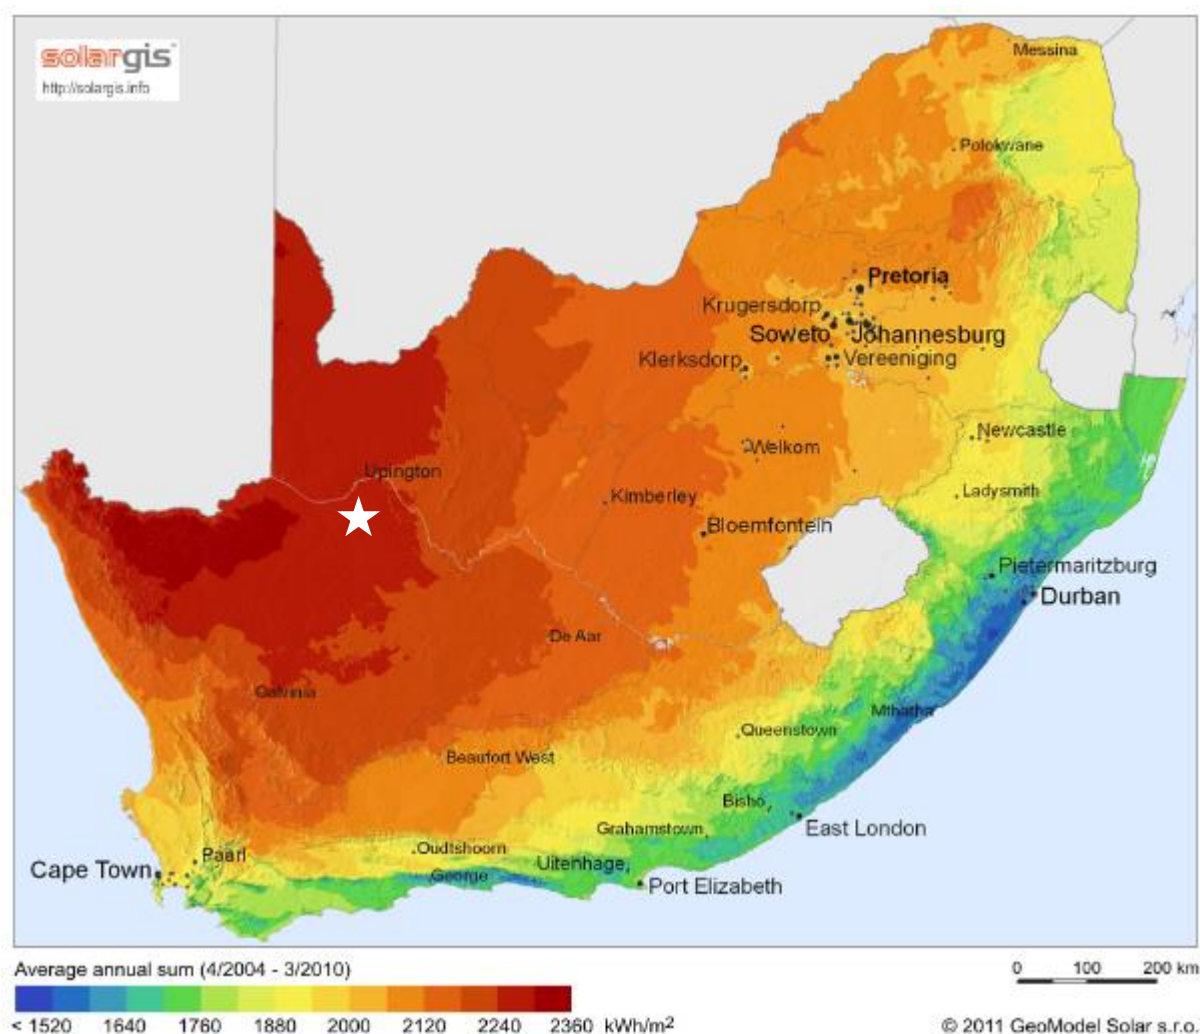 solargis
http://solargis.info
Messina
Polokwane
Pretoria
Krugersdorp
Soweto Johannesburg
Klerksdorp Vereeniging
Newcastle
Welkom
Upington
Ladysmith
Kimberley
Bloemfontein
Pietermaritzburg
Durban
De Aar
Calvinia
Mthatha
Queenstown
Beaufort West
Bisho
Grahamstown East London
Oudtshoorn
Paarl
Uitenhage
Cape Town
George
Port Elizabeth
Average annual sum (4/2004 - 3/2010)
0 100 200 km
< 1520 1640 1760 1880 2000 2120 2240 2360 kWh/m²
© 2011 GeoModel Solar s.r.o.